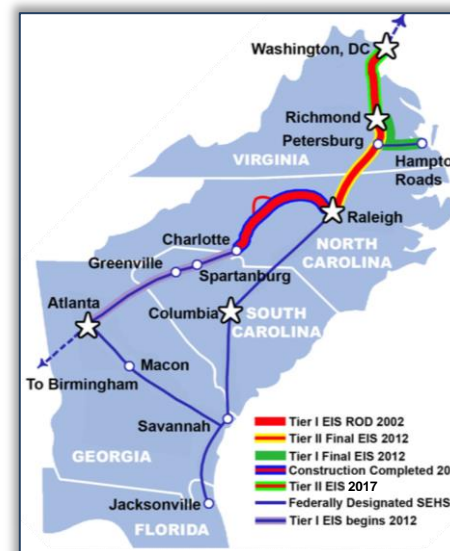 Washington, DC
Richmond
Petersburg
Hampton
Roads
VIRGINIA
Raleigh
Charlotte
NORTH
CAROLINA
Greenville
Spartanburg
Atlanta
Columbia
SOUTH
CAROLINA
To Birmingham
Macon
Savannah
GEORGIA
Jacksonville
FLORIDA
Tier I EIS ROD 2002
Tier II Final EIS 2012
Tier I Final EIS 2012
Construction Completed 20
Tier II EIS 2017
Federally Designated SEHS
Tier I EIS begins 2012